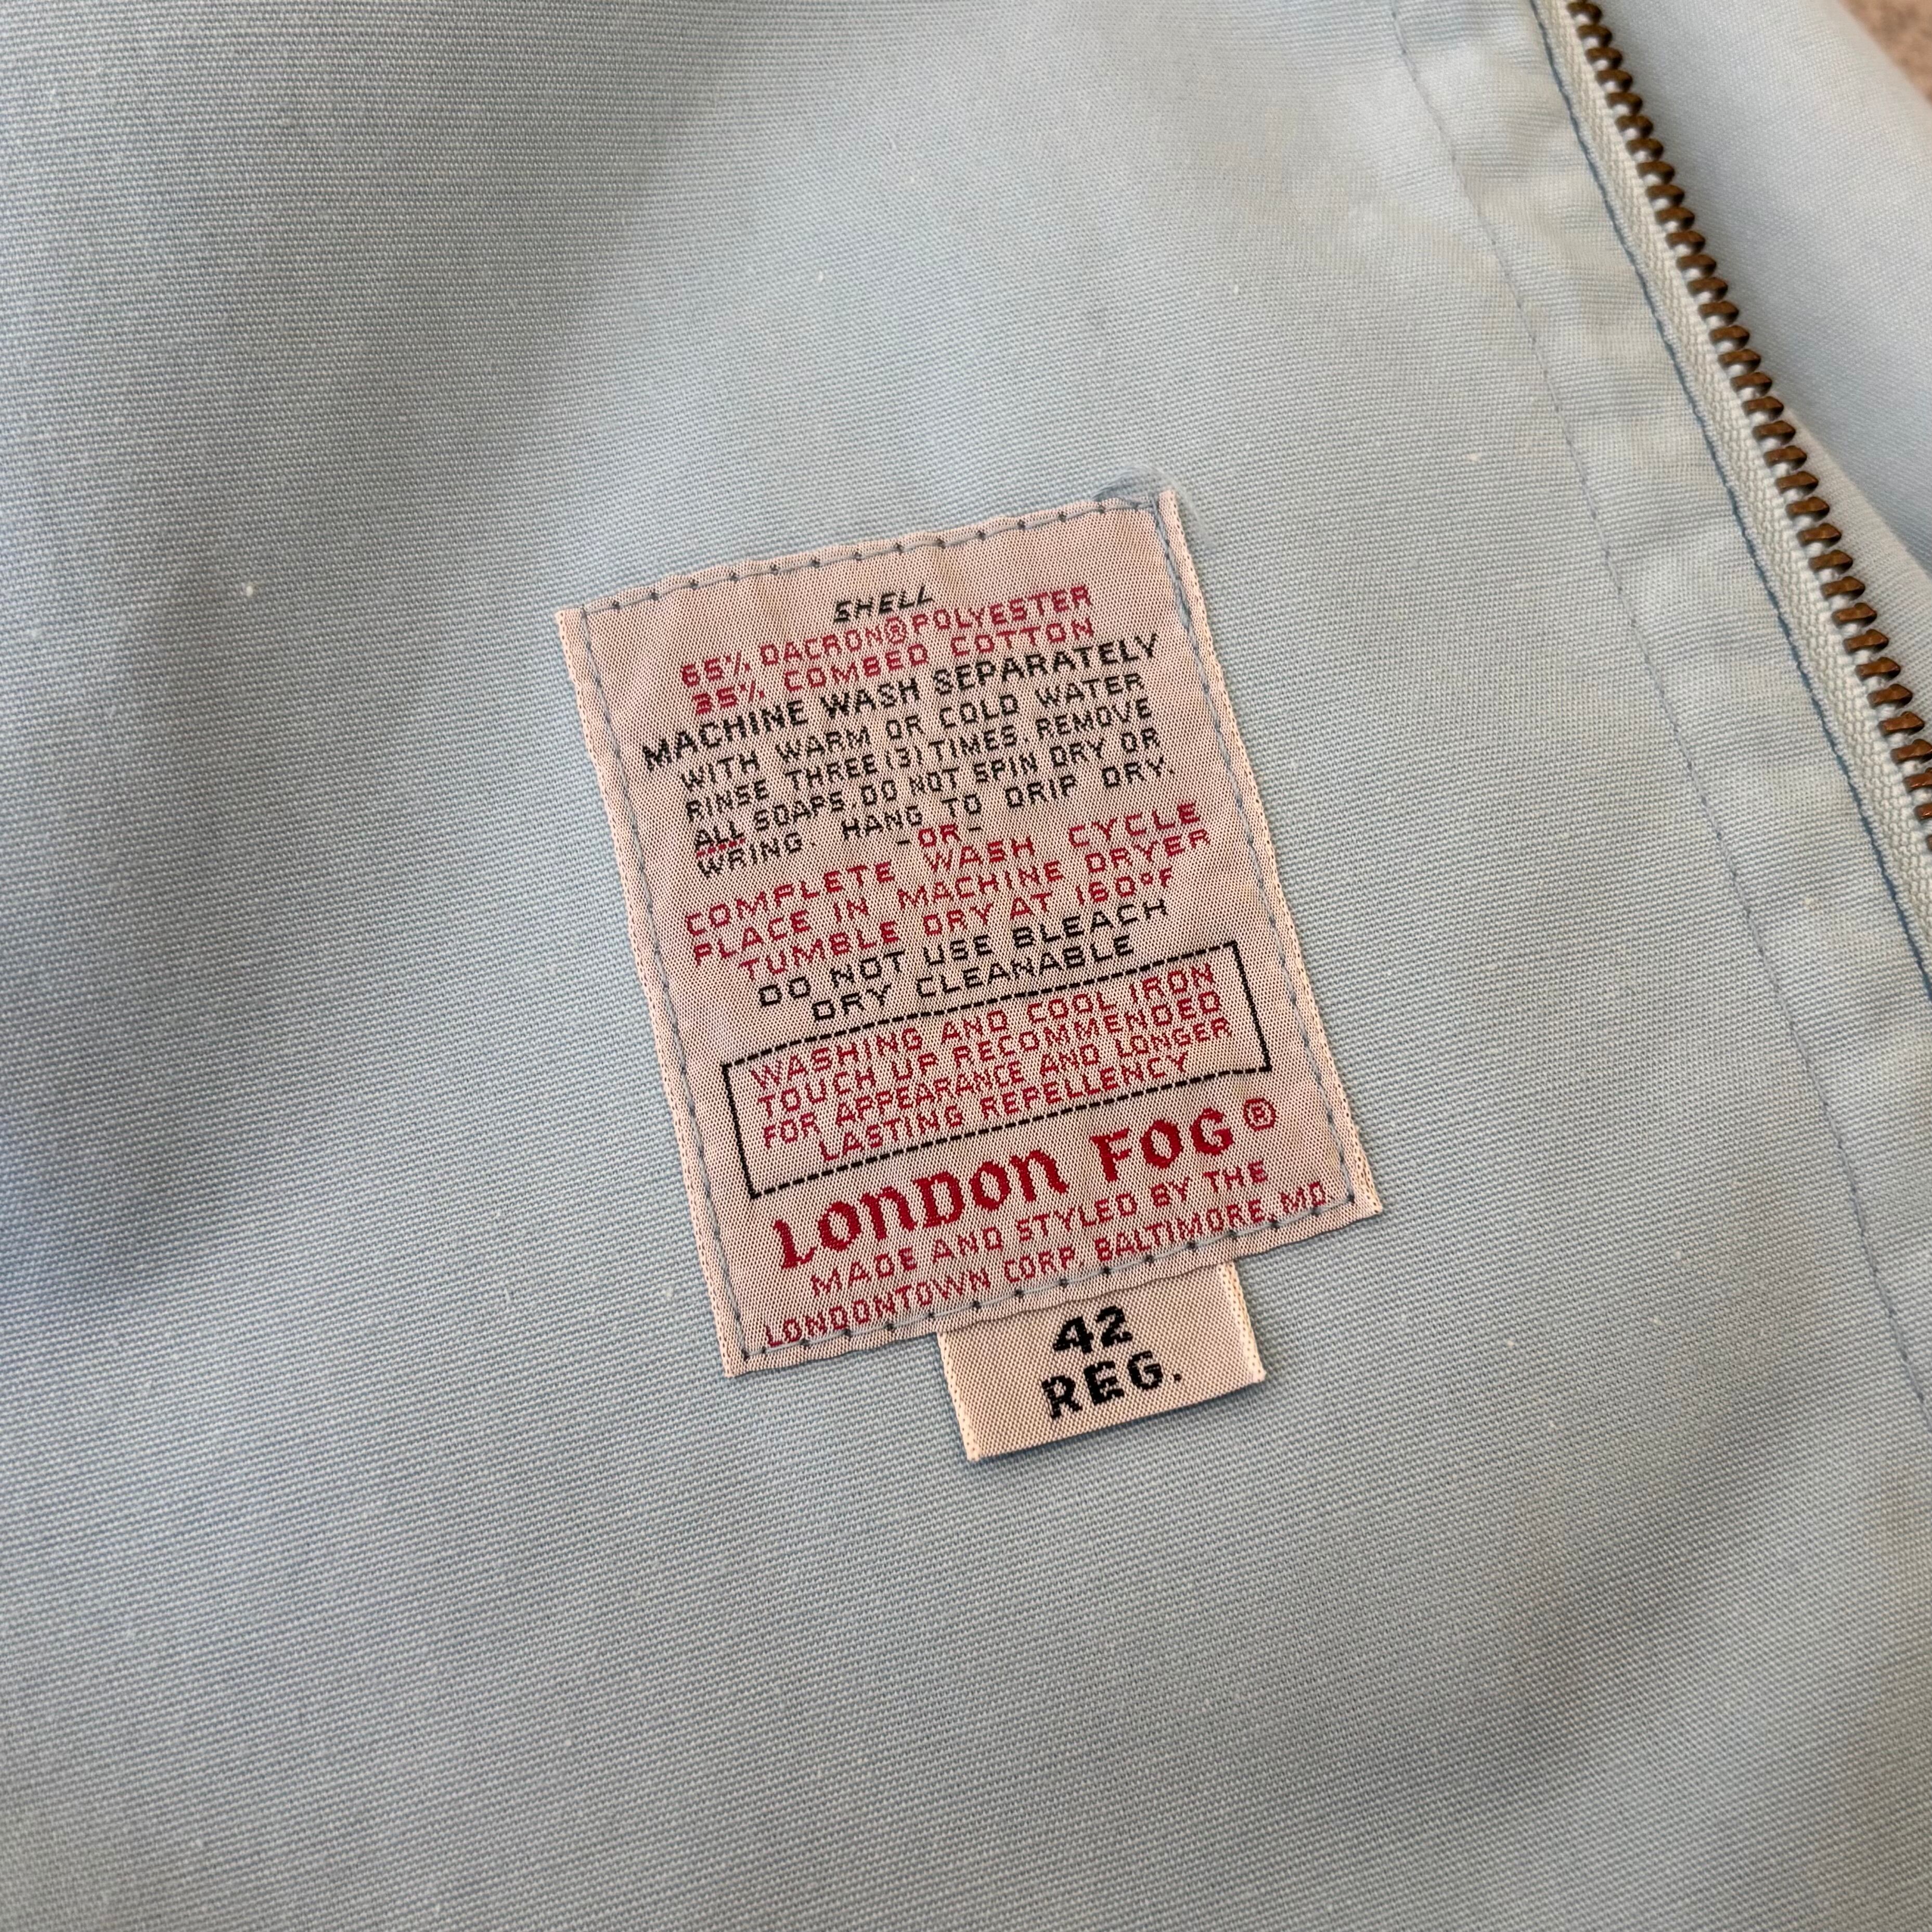 SHELL
65% DACRON® POLYESTER
35% COMBED COTTON
MACHINE WASH SEPARATELY
WITH WARM OR COLD WATER
RINSE THREE (3) TIMES. REMOVE
ALL SOAPS. DO NOT SPIN DRY OR
WRING. HANG TO DRIP DRY.
-OR-
COMPLETE WASH CYCLE
PLACE IN MACHINE DRYER
TUMBLE DRY AT 160°F
DO NOT USE BLEACH
DRY CLEANABLE
WASHING AND COOL IRON
TOUCH UP RECOMMENDED
FOR APPEARANCE AND LONGER
LASTING REPELLENCY
LONDON FOG®
MADE AND STYLED BY THE
LONDONTOWN CORP. BALTIMORE, MD.
42
REG.